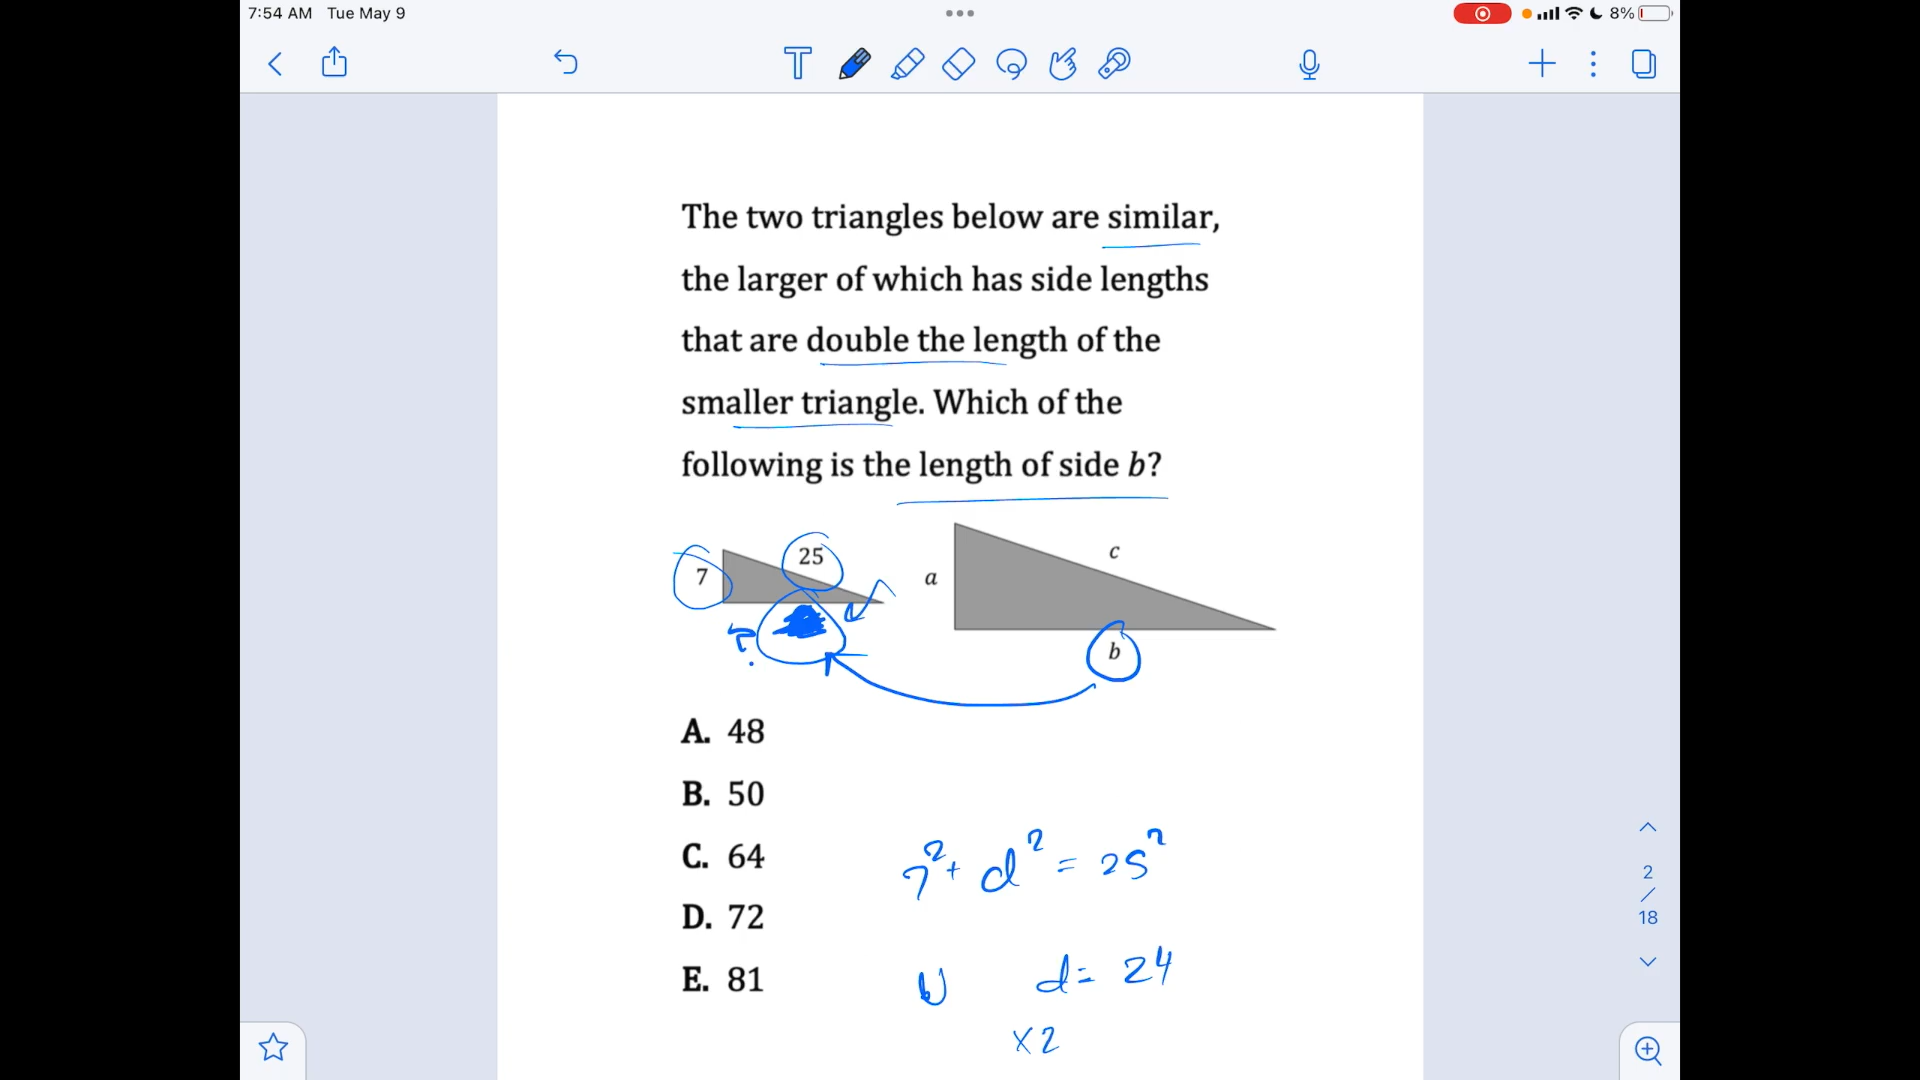 7:54 AM Tue May 9
8%
The two triangles below are similar,
the larger of which has side lengths
that are double the length of the
smaller triangle. Which of the
following is the length of side b?
7
25
a
c
b
?
A. 48
B. 50
C. 64
D. 72
E. 81
7² + d² = 25²
d = 24
x2
2
/
18